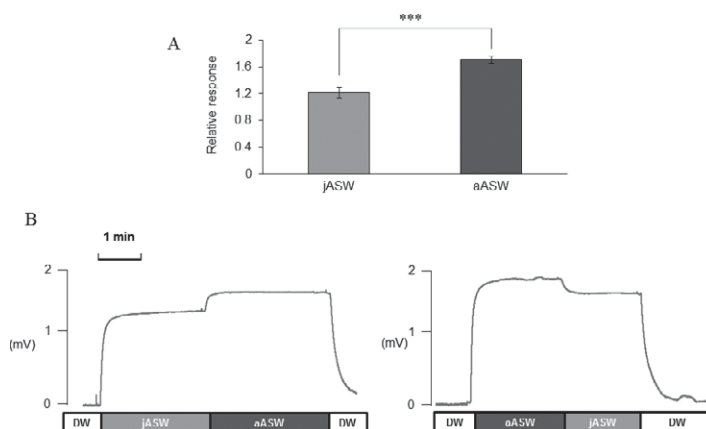 A
***
Relative response
2
1.6
1.2
0.8
0.4
0
jASW
aASW
B
1 min
2
1
(mV)
0
DW
jASW
aASW
DW
2
1
(mV)
0
DW
aASW
jASW
DW